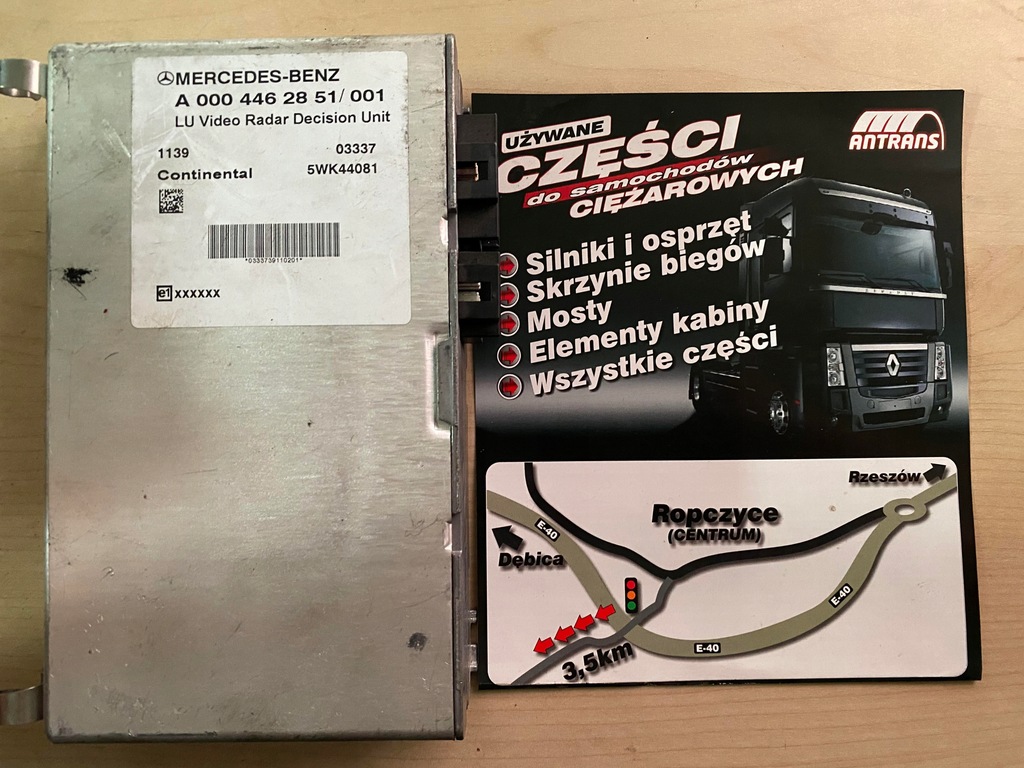 MERCEDES-BENZ
A 000 446 28 51/ 001
LU Video Radar Decision Unit
1139 03337
Continental 5WK44081
*0333739110201*
e1 xxxxxx
UŻYWANE
CZĘŚCI
do samochodów
CIĘŻAROWYCH
ANTRANS
Silniki i osprzęt
Skrzynie biegów
Mosty
Elementy kabiny
Wszystkie części
Rzeszów
Ropczyce
(CENTRUM)
E-40
Dębica
E-40
E-40
3,5km